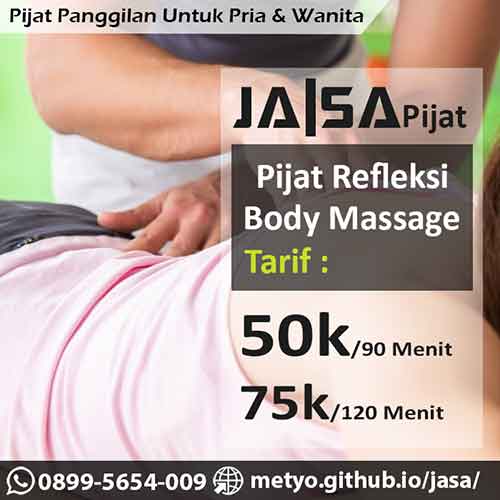 Pijat Panggilan Untuk Pria & Wanita
JA|SA Pijat
Pijat Refleksi
Body Massage
Tarif :
50k/90 Menit
75k/120 Menit
0899-5654-009 metyo.github.io/jasa/